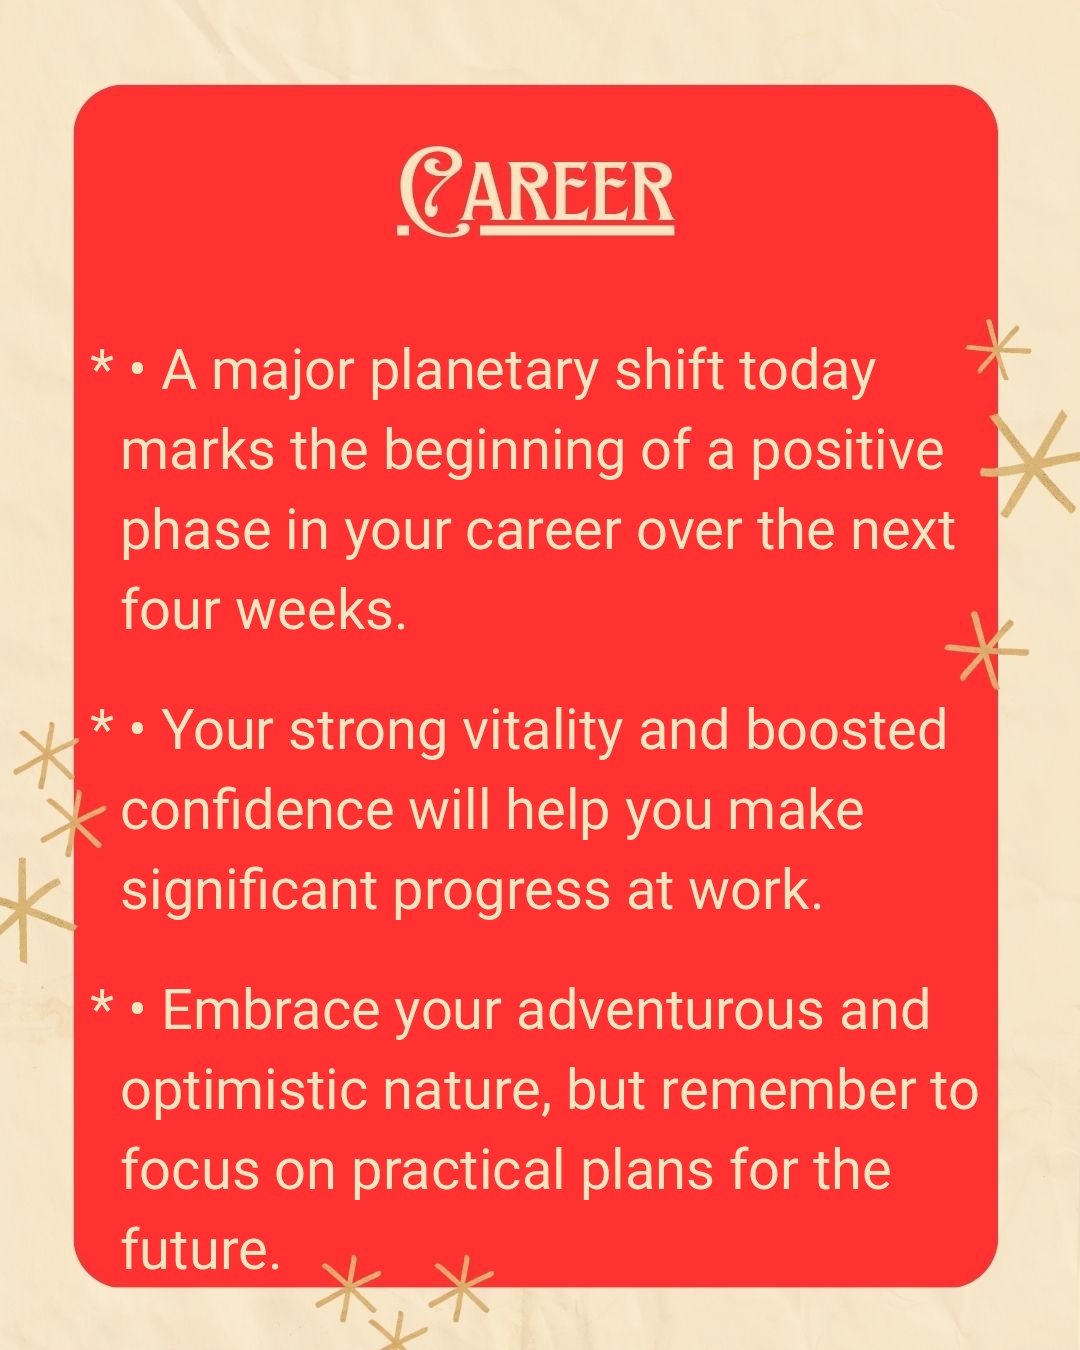 CAREER
* • A major planetary shift today
marks the beginning of a positive
phase in your career over the next
four weeks.
* • Your strong vitality and boosted
confidence will help you make
significant progress at work.
* • Embrace your adventurous and
optimistic nature, but remember to
focus on practical plans for the
future.